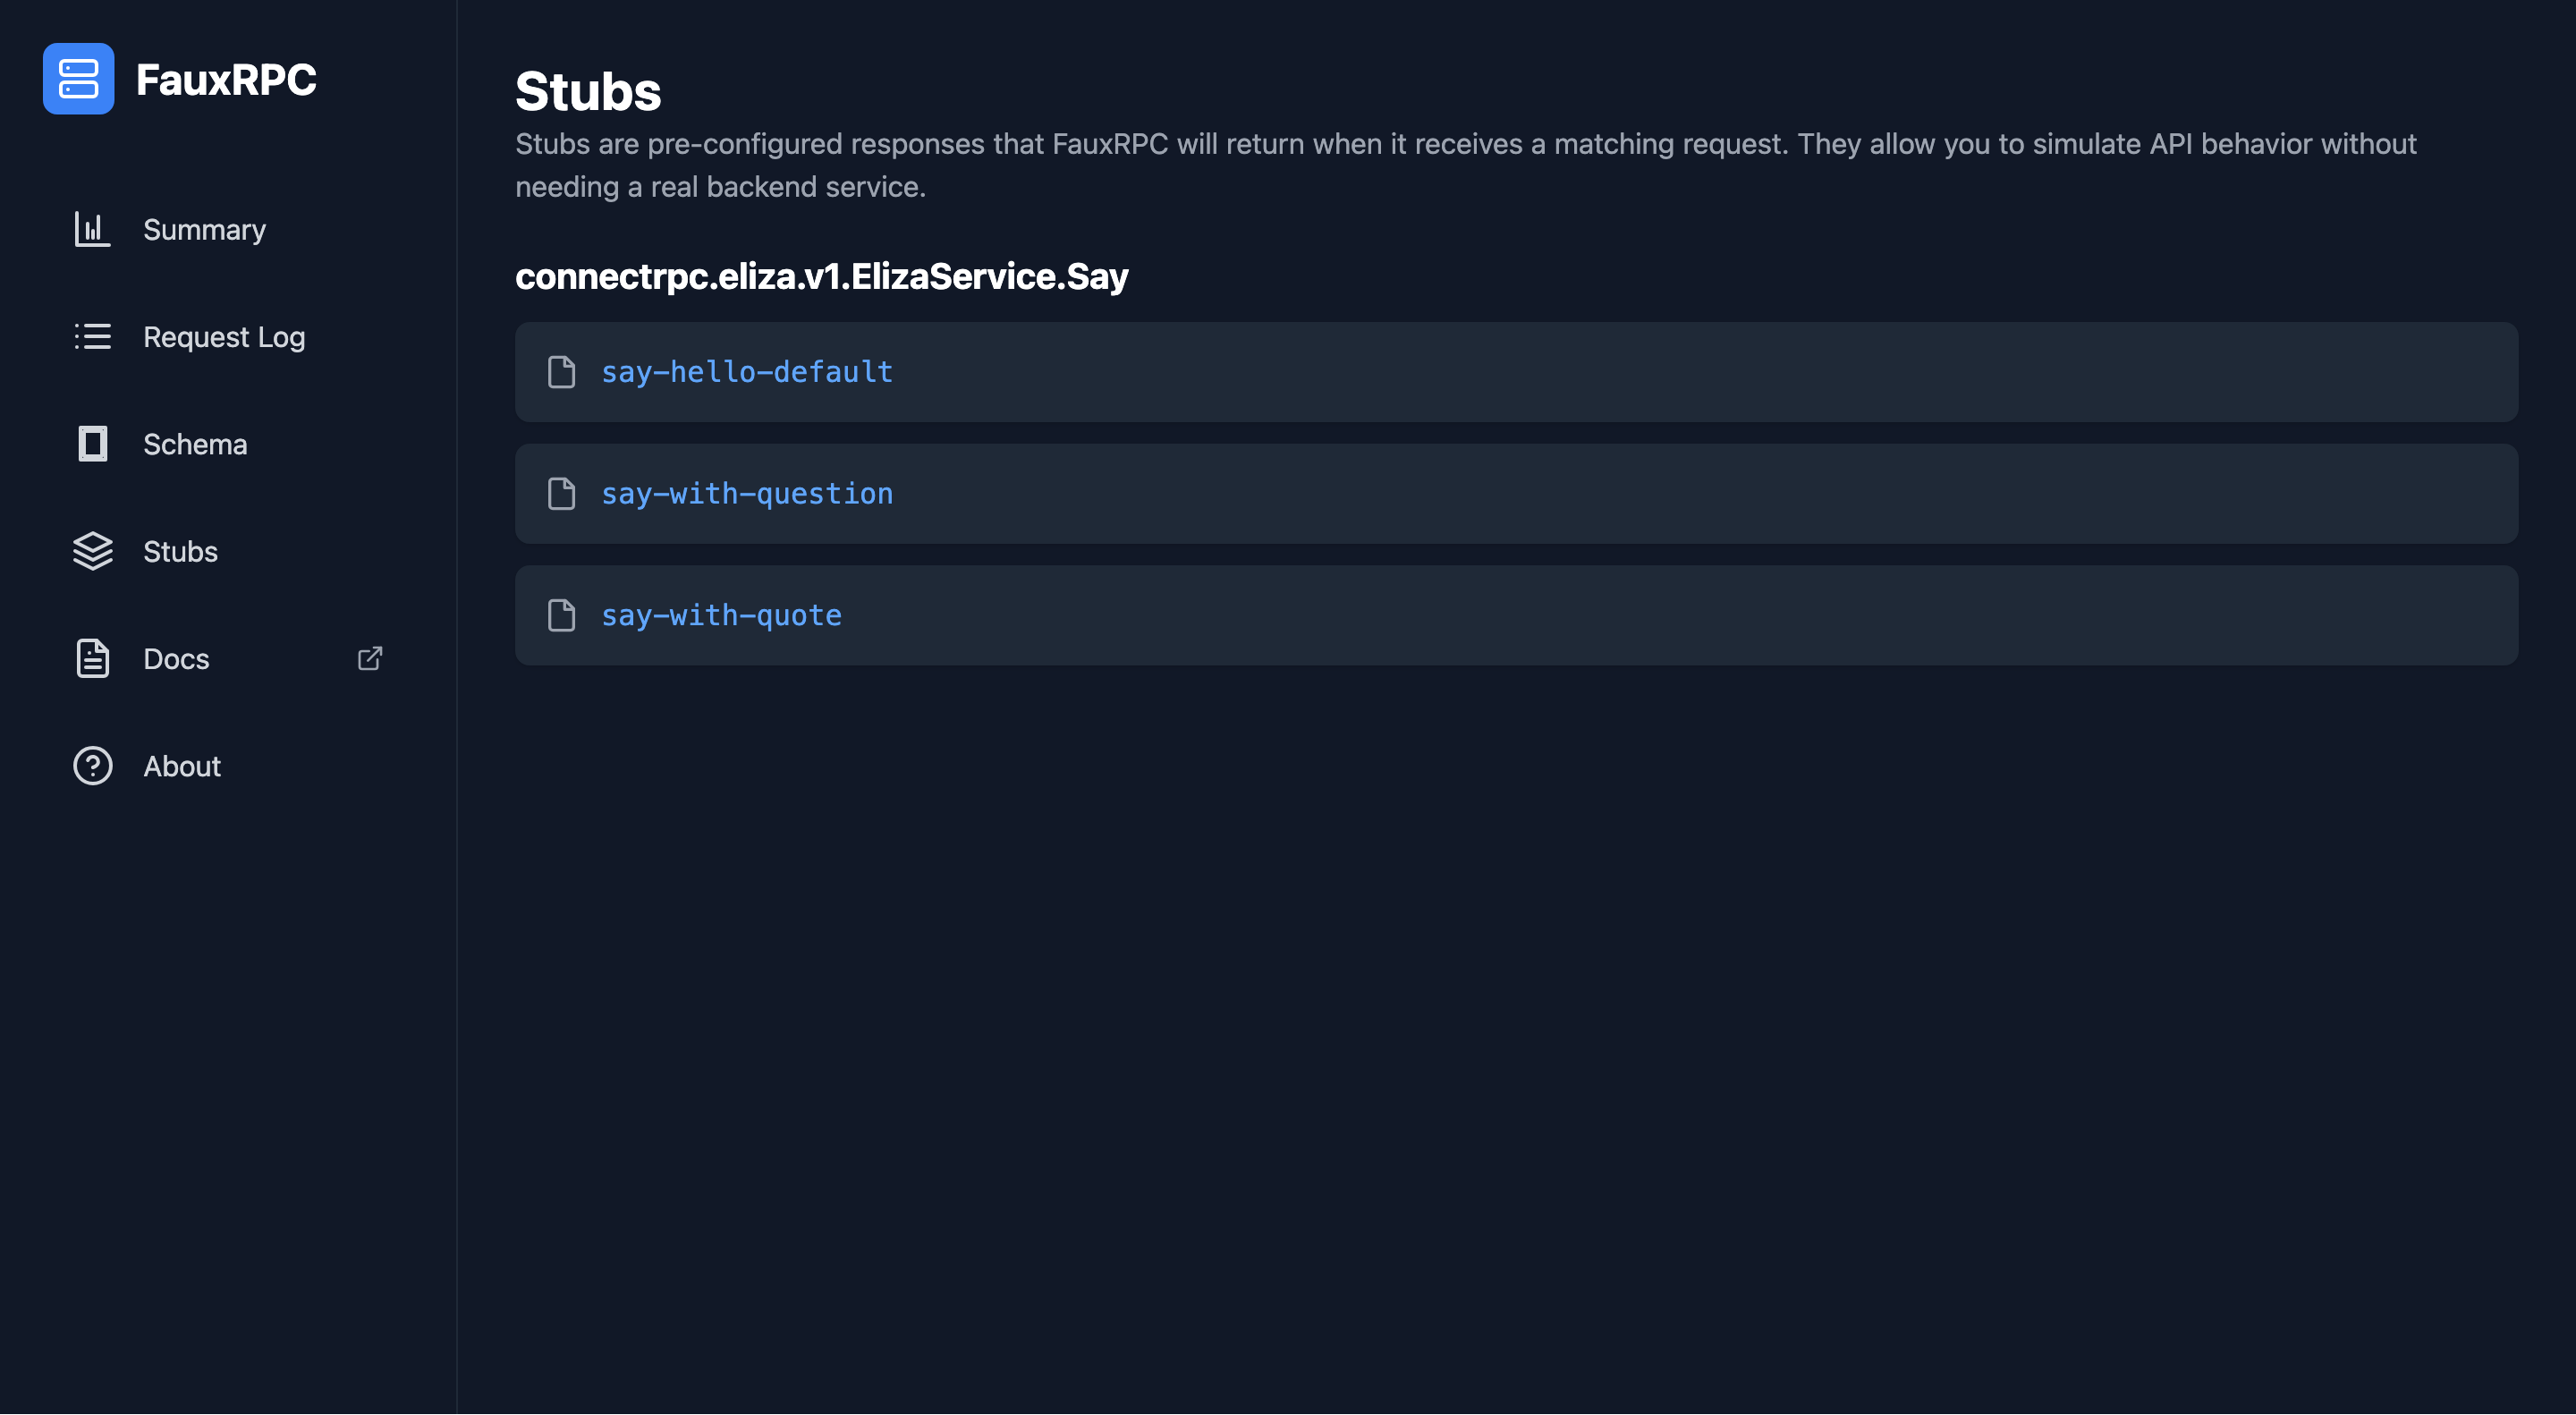 FauxRPC
Summary
Request Log
Schema
Stubs
Docs
About
Stubs
Stubs are pre-configured responses that FauxRPC will return when it receives a matching request. They allow you to simulate API behavior without
needing a real backend service.
connectrpc.eliza.v1.ElizaService.Say
say-hello-default
say-with-question
say-with-quote